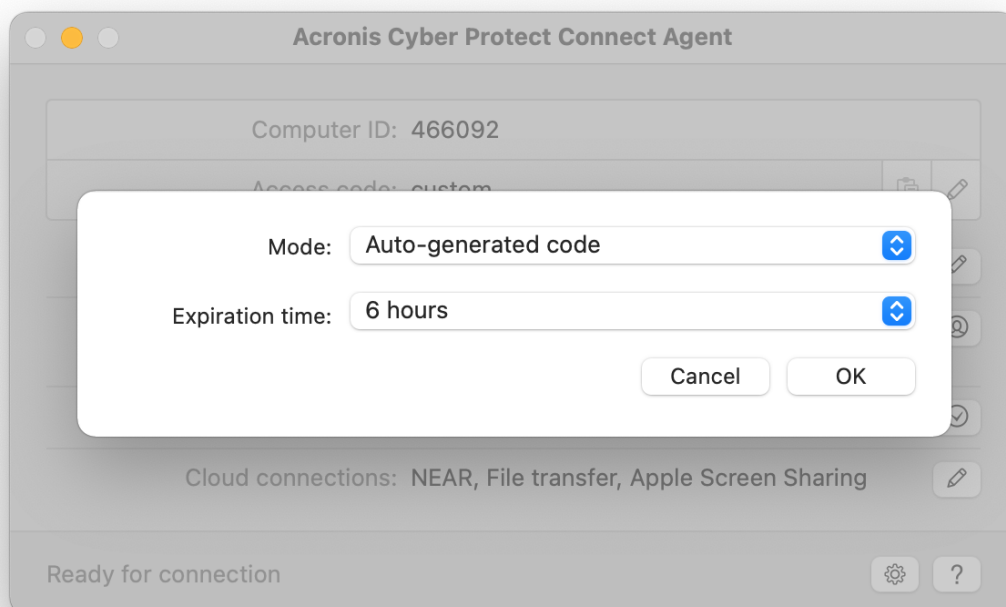 Acronis Cyber Protect Connect Agent
Computer ID: 466092
Access code: custom
Mode: Auto-generated code
Expiration time: 6 hours
Cancel OK
Cloud connections: NEAR, File transfer, Apple Screen Sharing
Ready for connection
?